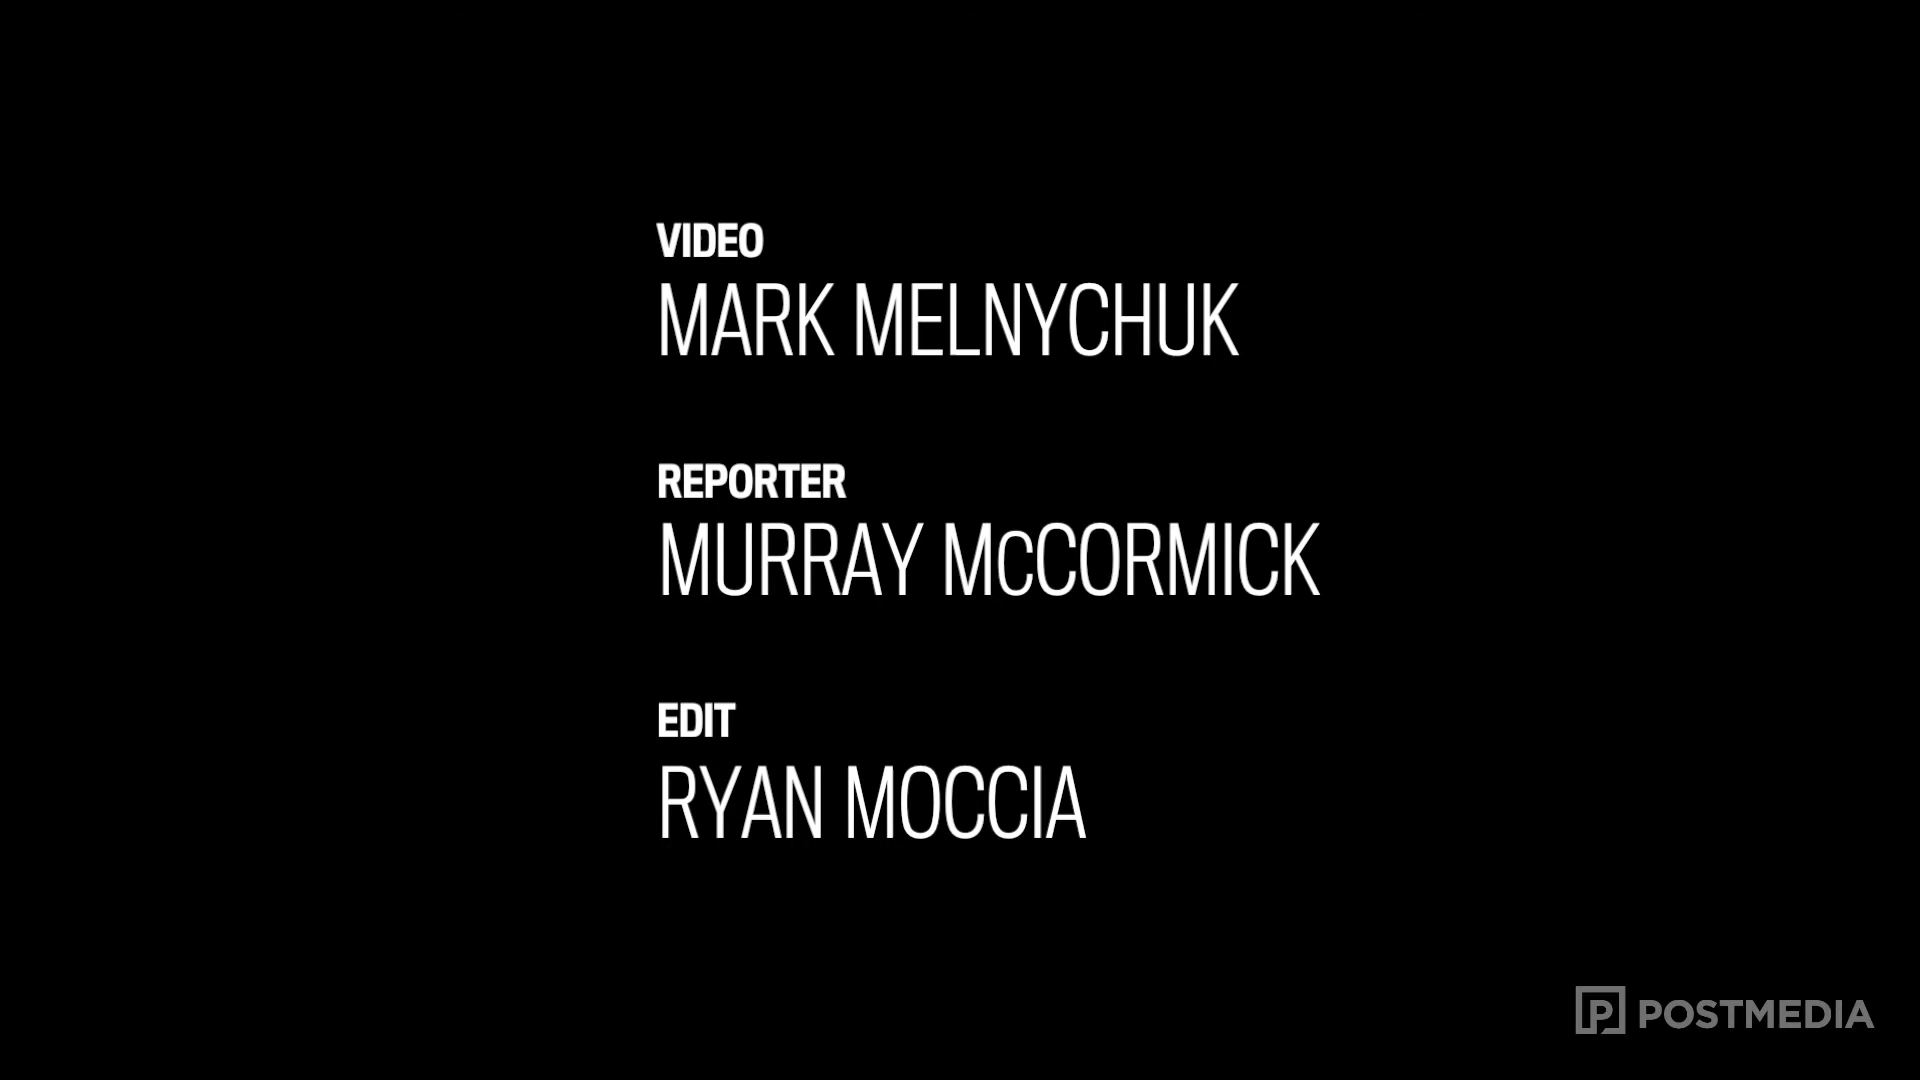 VIDEO
MARK MELNYCHUK
REPORTER
MURRAY McCORMICK
EDIT
RYAN MOCCIA
P POSTMEDIA